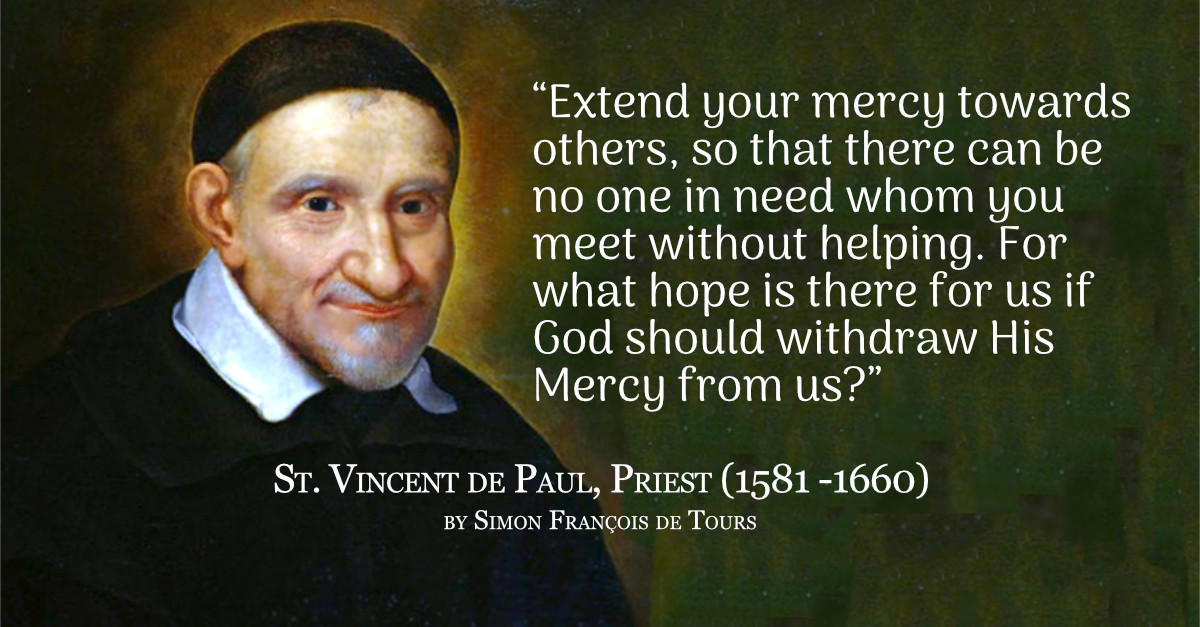 “Extend your mercy towards
others, so that there can be
no one in need whom you
meet without helping. For
what hope is there for us if
God should withdraw His
Mercy from us?”
St. Vincent de Paul, Priest (1581 -1660)
by Simon François de Tours